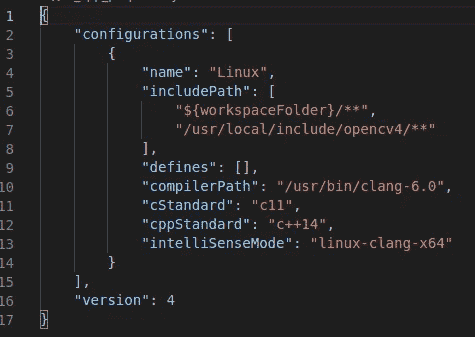 1 {
2 "configurations": [
3 {
4 "name": "Linux",
5 "includePath": [
6 "${workspaceFolder}/**",
7 "/usr/local/include/opencv4/**"
8 ],
9 "defines": [],
10 "compilerPath": "/usr/bin/clang-6.0",
11 "cStandard": "c11",
12 "cppStandard": "c++14",
13 "intelliSenseMode": "linux-clang-x64"
14 }
15 ],
16 "version": 4
17 }